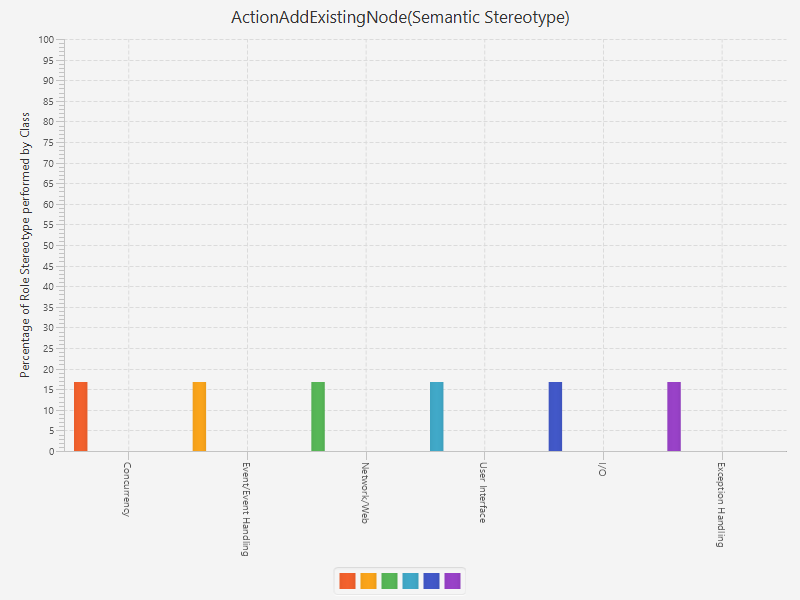 ActionAddExistingNode(Semantic Stereotype)
Percentage of Role Stereotype performed by Class
100
95
90
85
80
75
70
65
60
55
50
45
40
35
30
25
20
15
10
5
0
Concurrency
Event/Event Handling
Network/Web
User Interface
I/O
Exception Handling